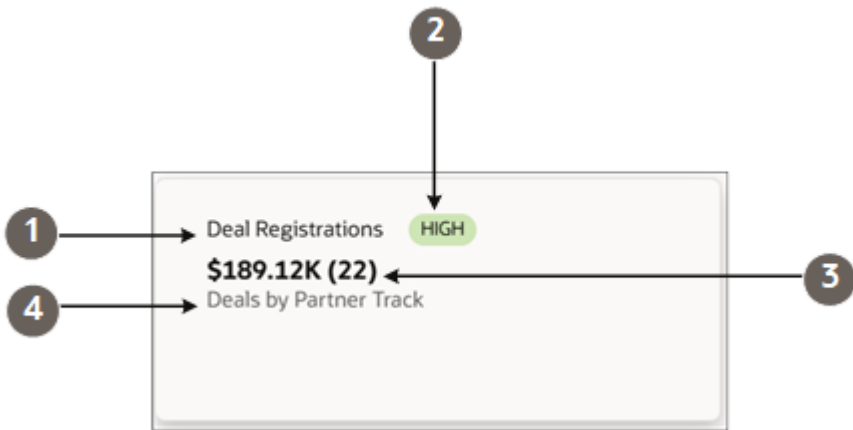 2
1
Deal Registrations HIGH
$189.12K (22)
3
4
Deals by Partner Track